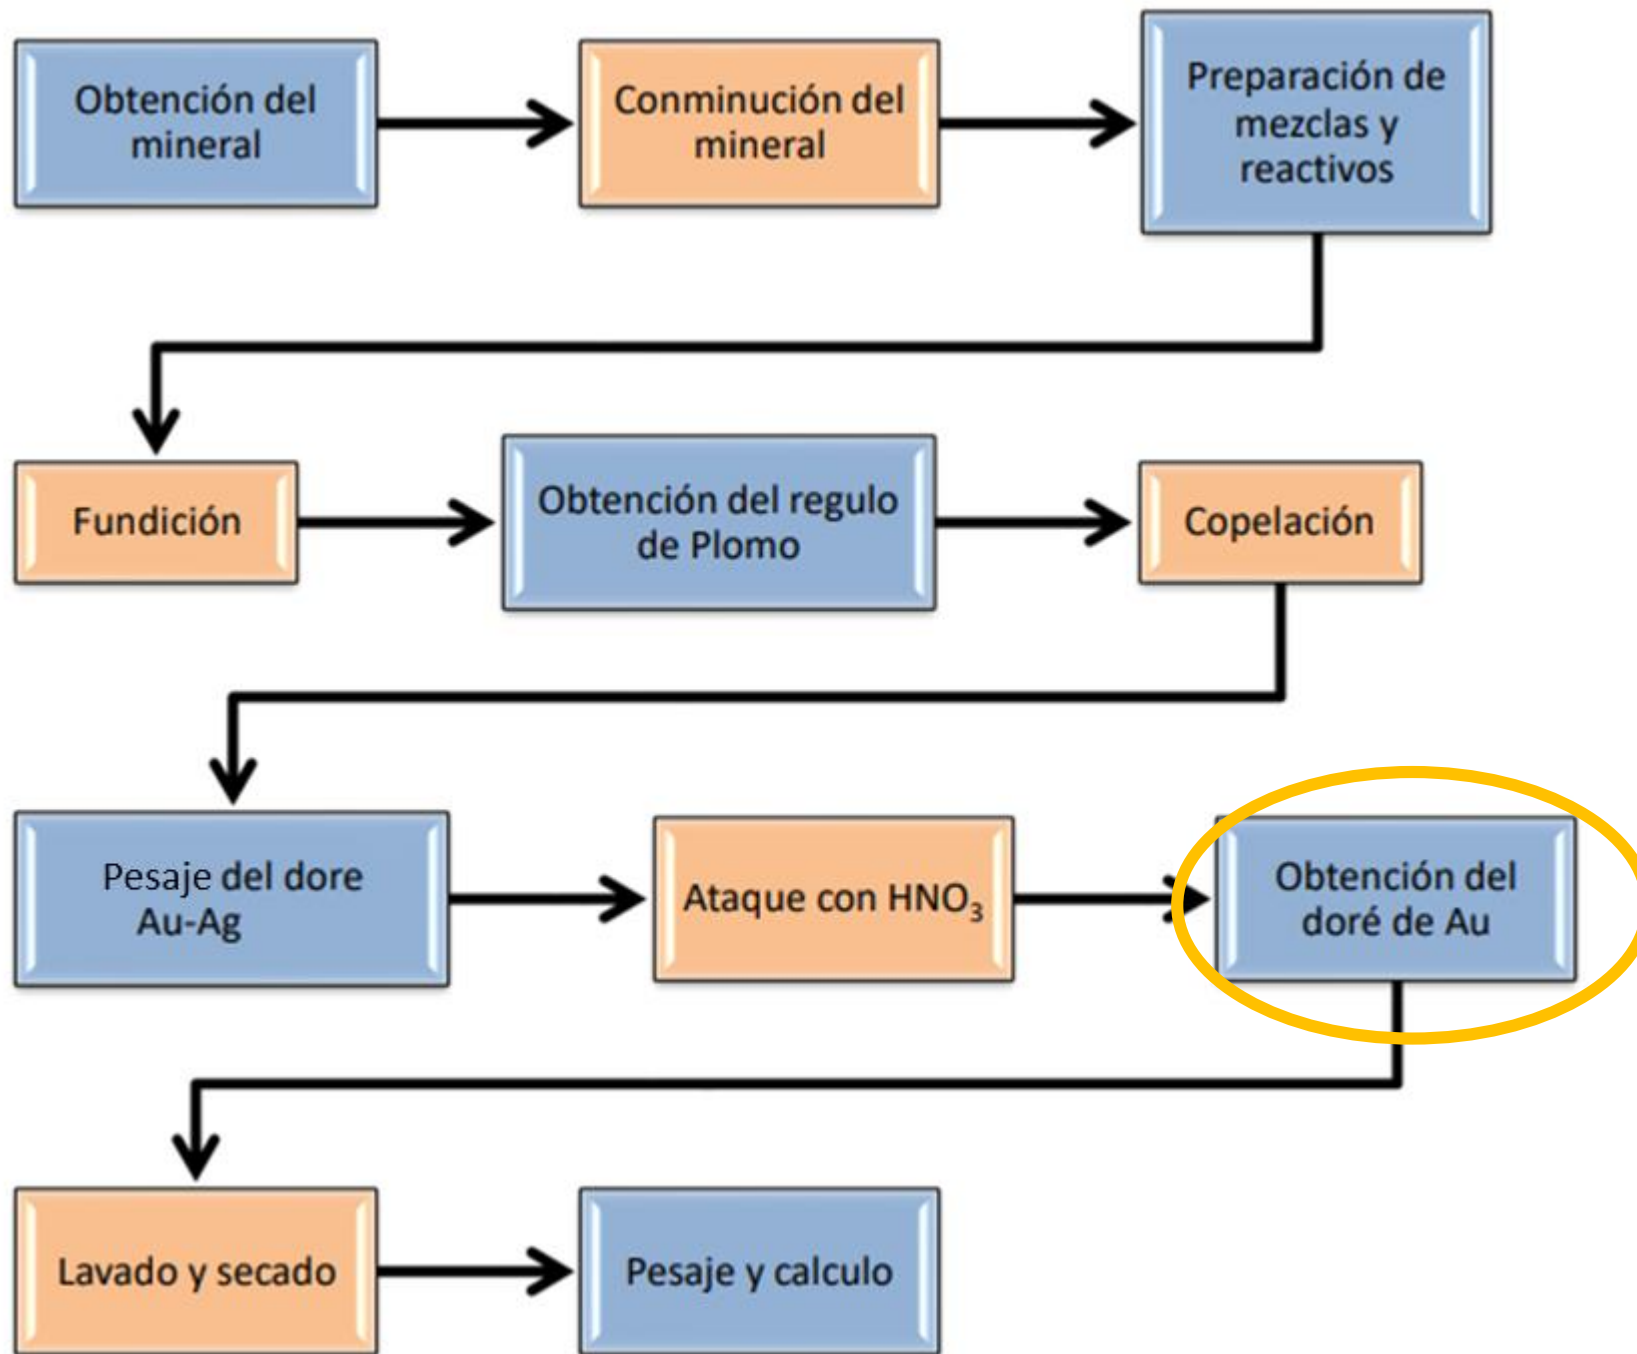 Obtención del
mineral
Conminución del
mineral
Preparación de
mezclas y
reactivos
Fundición
Obtención del regulo
de Plomo
Copelación
Pesaje del dore
Au-Ag
Ataque con HNO₃
Obtención del
doré de Au
Lavado y secado
Pesaje y calculo